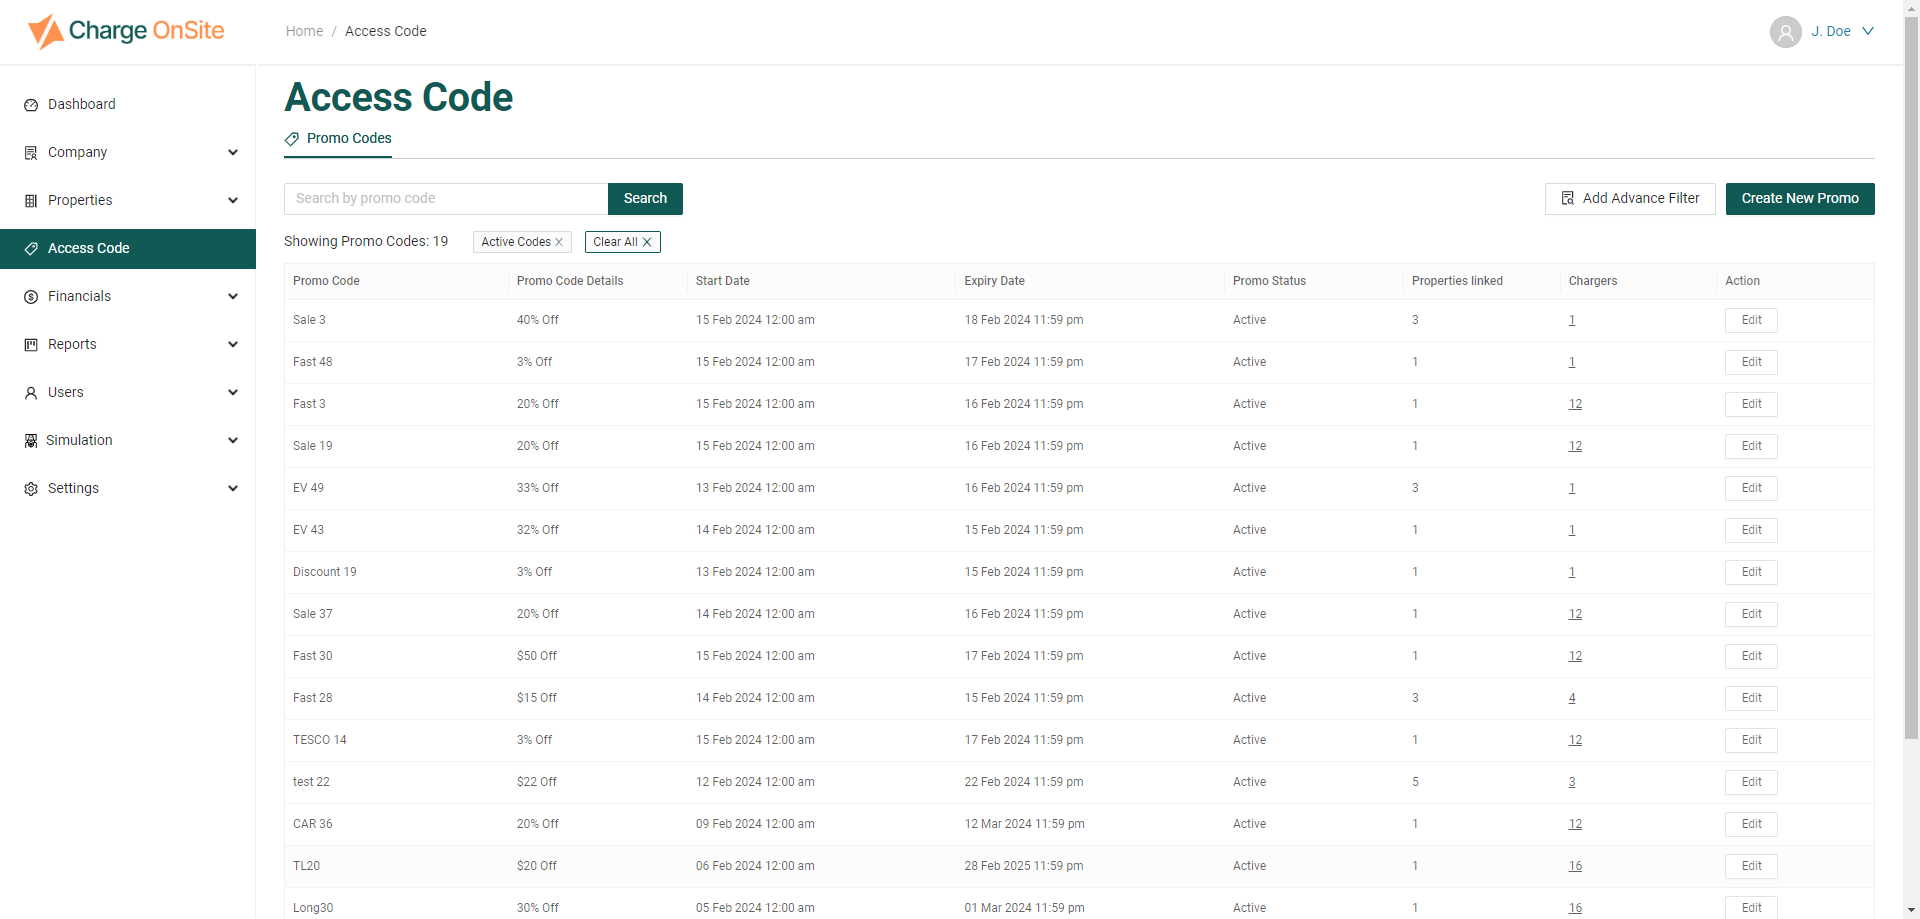 Charge OnSite
Home / Access Code
J. Doe
Dashboard
Company
Properties
Access Code
Financials
Reports
Users
Simulation
Settings
Access Code
Promo Codes
Search by promo code Search
Add Advance Filter Create New Promo
Showing Promo Codes: 19 Active Codes Clear All
Promo Code Promo Code Details Start Date Expiry Date Promo Status Properties linked Chargers Action
Sale 3 40% Off 15 Feb 2024 12:00 am 18 Feb 2024 11:59 pm Active 3 1 Edit
Fast 48 3% Off 15 Feb 2024 12:00 am 17 Feb 2024 11:59 pm Active 1 1 Edit
Fast 3 20% Off 15 Feb 2024 12:00 am 16 Feb 2024 11:59 pm Active 1 12 Edit
Sale 19 20% Off 15 Feb 2024 12:00 am 16 Feb 2024 11:59 pm Active 1 12 Edit
EV 49 33% Off 13 Feb 2024 12:00 am 16 Feb 2024 11:59 pm Active 3 1 Edit
EV 43 32% Off 14 Feb 2024 12:00 am 15 Feb 2024 11:59 pm Active 1 1 Edit
Discount 19 3% Off 13 Feb 2024 12:00 am 15 Feb 2024 11:59 pm Active 1 1 Edit
Sale 37 20% Off 14 Feb 2024 12:00 am 16 Feb 2024 11:59 pm Active 1 12 Edit
Fast 30 $50 Off 15 Feb 2024 12:00 am 17 Feb 2024 11:59 pm Active 1 12 Edit
Fast 28 $15 Off 14 Feb 2024 12:00 am 15 Feb 2024 11:59 pm Active 3 4 Edit
TESCO 14 3% Off 15 Feb 2024 12:00 am 17 Feb 2024 11:59 pm Active 1 12 Edit
test 22 $22 Off 12 Feb 2024 12:00 am 22 Feb 2024 11:59 pm Active 5 3 Edit
CAR 36 20% Off 09 Feb 2024 12:00 am 12 Mar 2024 11:59 pm Active 1 12 Edit
TL20 $20 Off 06 Feb 2024 12:00 am 28 Feb 2025 11:59 pm Active 1 16 Edit
Long30 30% Off 05 Feb 2024 12:00 am 01 Mar 2024 11:59 pm Active 1 16 Edit